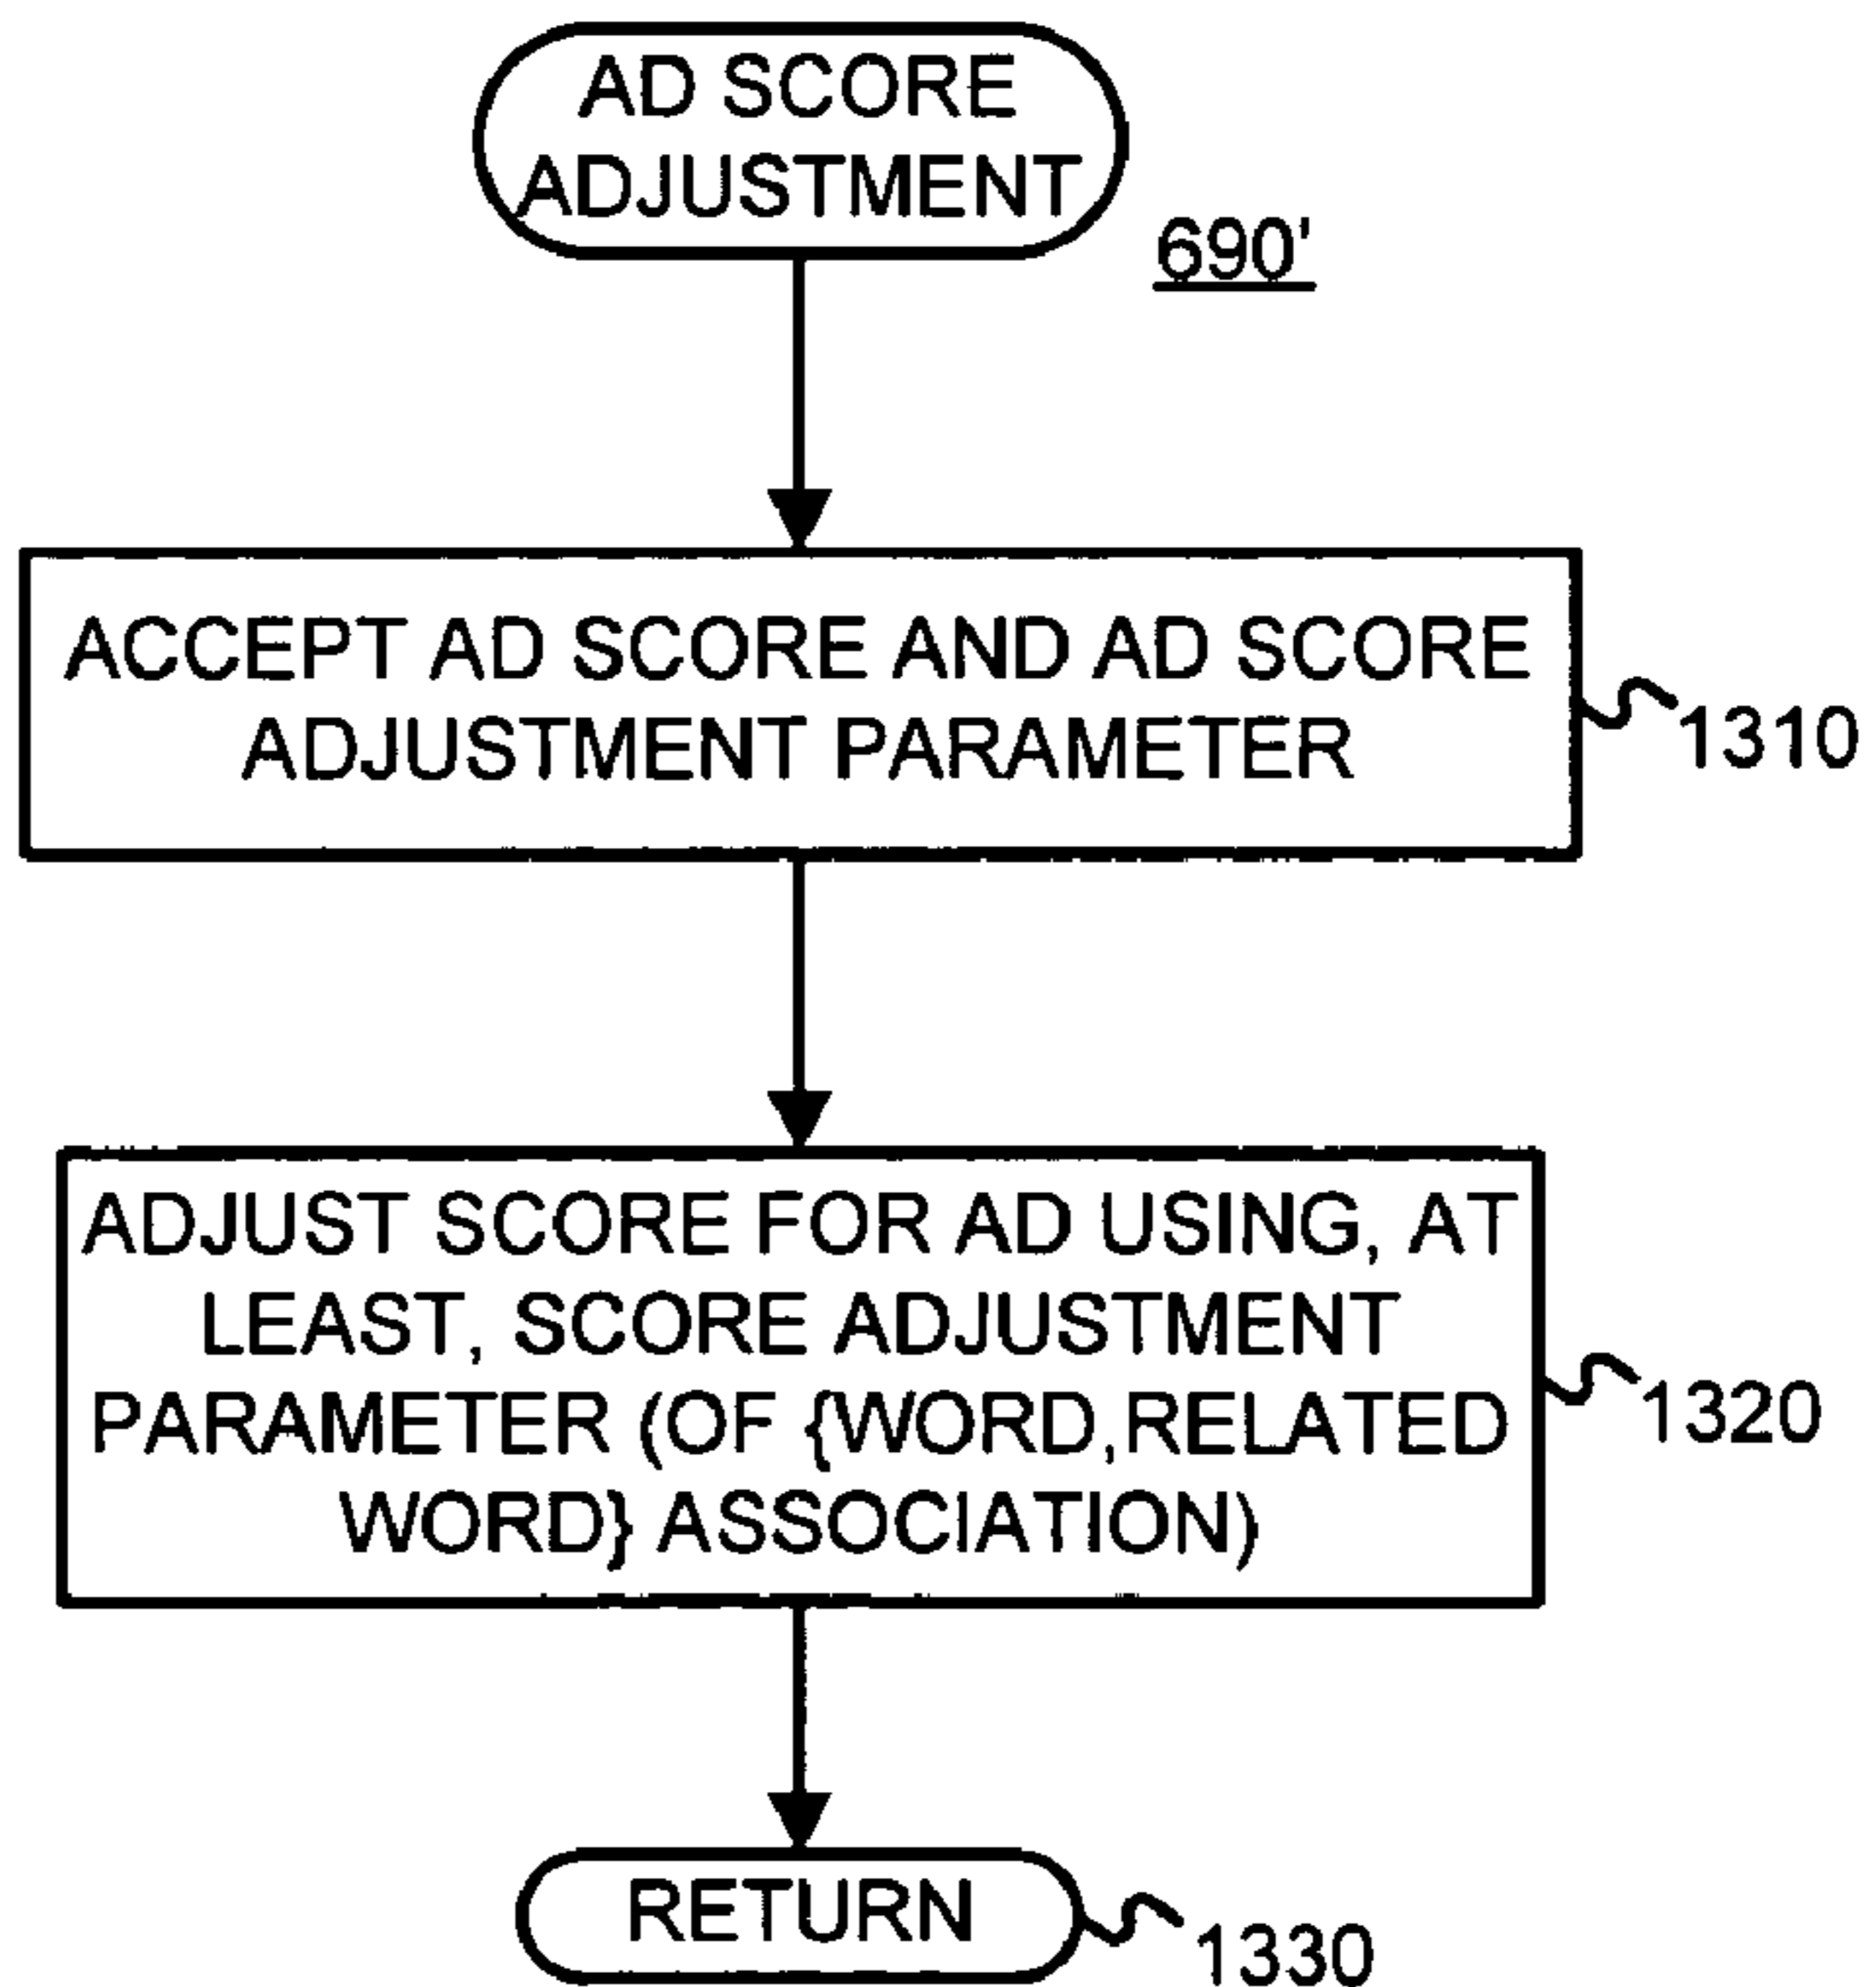 AD SCORE
ADJUSTMENT
690'
ACCEPT AD SCORE AND AD SCORE
ADJUSTMENT PARAMETER
1310
ADJUST SCORE FOR AD USING, AT
LEAST, SCORE ADJUSTMENT
PARAMETER (OF {WORD,RELATED
WORD} ASSOCIATION)
1320
RETURN
1330